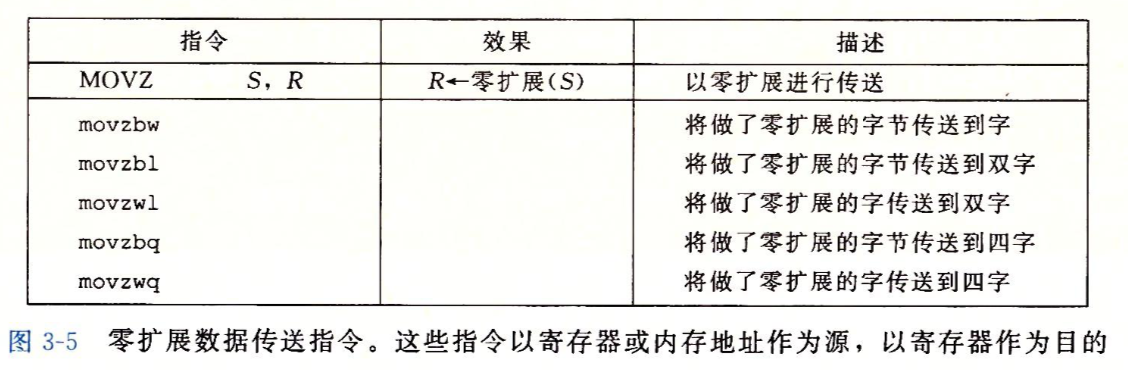 指令 效果 描述
MOVZ S, R R←零扩展(S) 以零扩展进行传送
movzbw 将做了零扩展的字节传送到字
movzbl 将做了零扩展的字节传送到双字
movzwl 将做了零扩展的字传送到双字
movzbq 将做了零扩展的字节传送到四字
movzwq 将做了零扩展的字传送到四字
图 3-5 零扩展数据传送指令。这些指令以寄存器或内存地址作为源，以寄存器作为目的